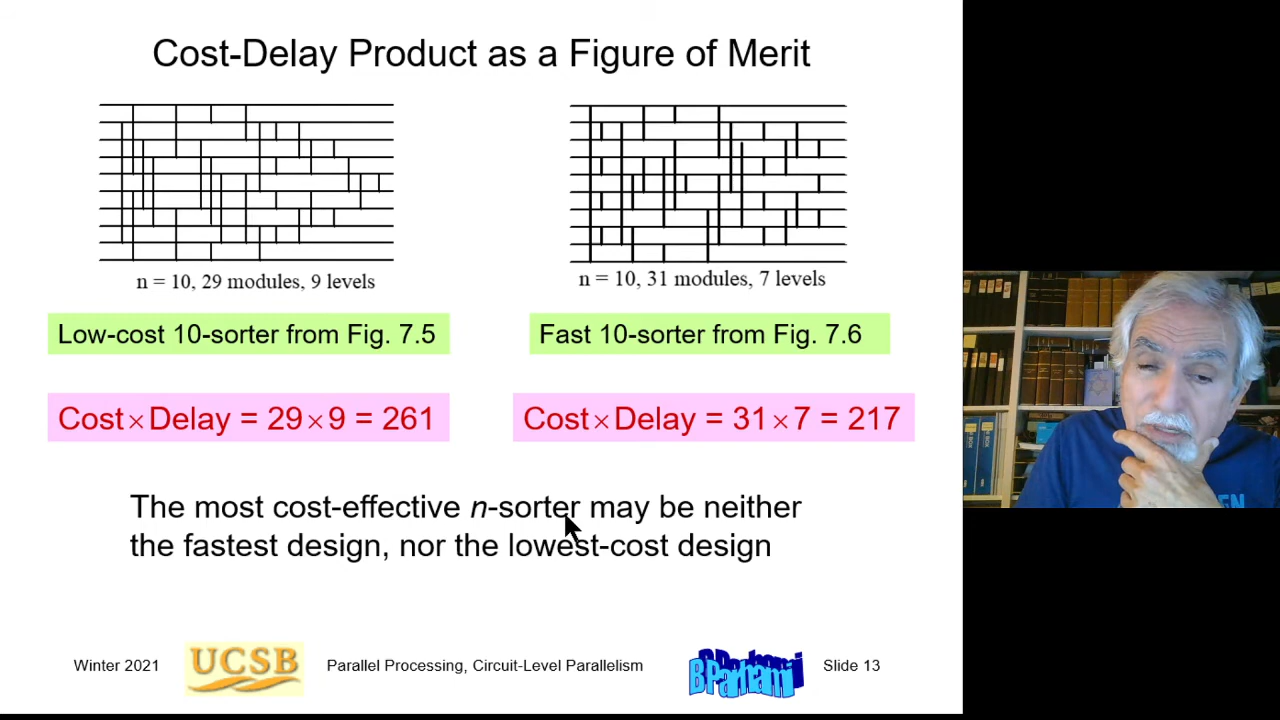 Cost-Delay Product as a Figure of Merit
n = 10, 29 modules, 9 levels
n = 10, 31 modules, 7 levels
Low-cost 10-sorter from Fig. 7.5
Fast 10-sorter from Fig. 7.6
Cost×Delay = 29×9 = 261
Cost×Delay = 31×7 = 217
The most cost-effective n-sorter may be neither
the fastest design, nor the lowest-cost design
Winter 2021
UCSB
Parallel Processing, Circuit-Level Parallelism
B Parhami
Slide 13